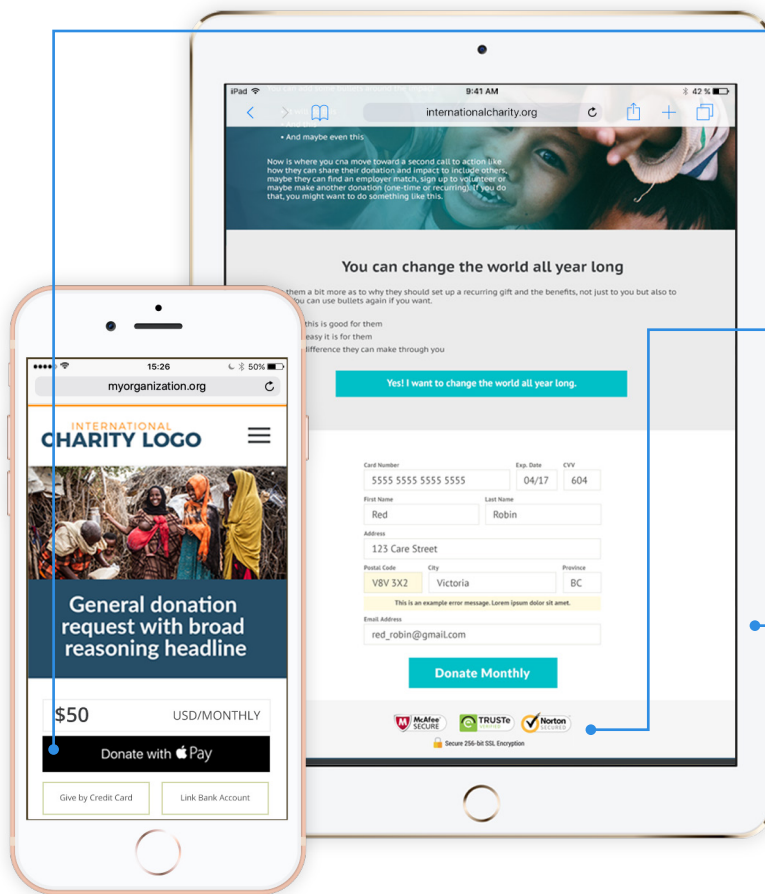 iPad
9:41 AM
42 %
internationalcharity.org
• And maybe even this
Now is where you cna move toward a second call to action like
how they can share their donation and impact to include others,
maybe they can find an employer match, sign up to volunteer or
maybe make another donation (one-time or recurring). If you do
that, you might want to do something like this.
You can change the world all year long
them a bit more as to why they should set up a recurring gift and the benefits, not just to you but also to
You can use bullets again if you want.
this is good for them
easy it is for them
difference they can make through you
Yes! I want to change the world all year long.
Card Number Exp. Date CVV
5555 5555 5555 5555 04/17 604
First Name Last Name
Red Robin
Address
123 Care Street
Postal Code City Province
V8V 3X2 Victoria BC
This is an example error message. Lorem ipsum dolor sit amet.
Email Address
red_robin@gmail.com
Donate Monthly
McAfee SECURE
TRUSTe VERIFIED
Norton SECURED
Secure 256-bit SSL Encryption
15:26
50%
myorganization.org
INTERNATIONAL
CHARITY LOGO
General donation
request with broad
reasoning headline
$50 USD/MONTHLY
Donate with Pay
Give by Credit Card Link Bank Account